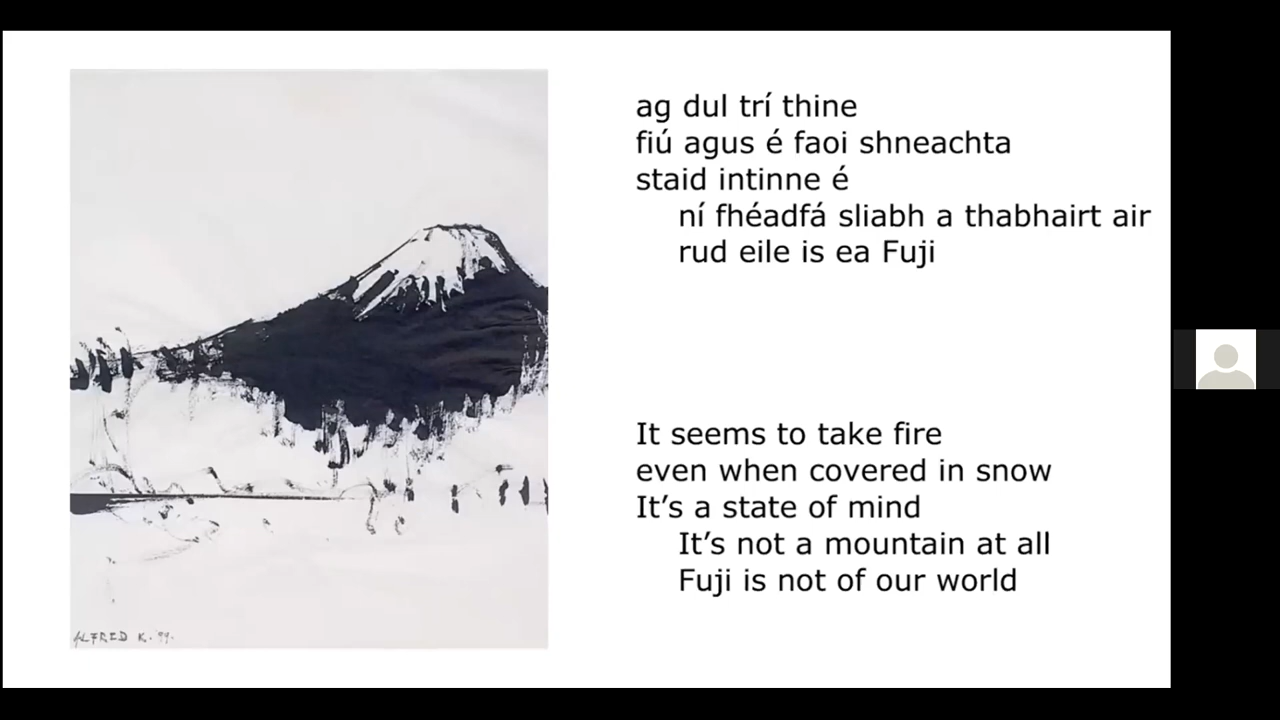 ag dul trí thine
fiú agus é faoi shneachta
staid intinne é
ní fhéadfá sliabh a thabhairt air
rud eile is ea Fuji
It seems to take fire
even when covered in snow
It’s a state of mind
It’s not a mountain at all
Fuji is not of our world
ALFRED K. '99.